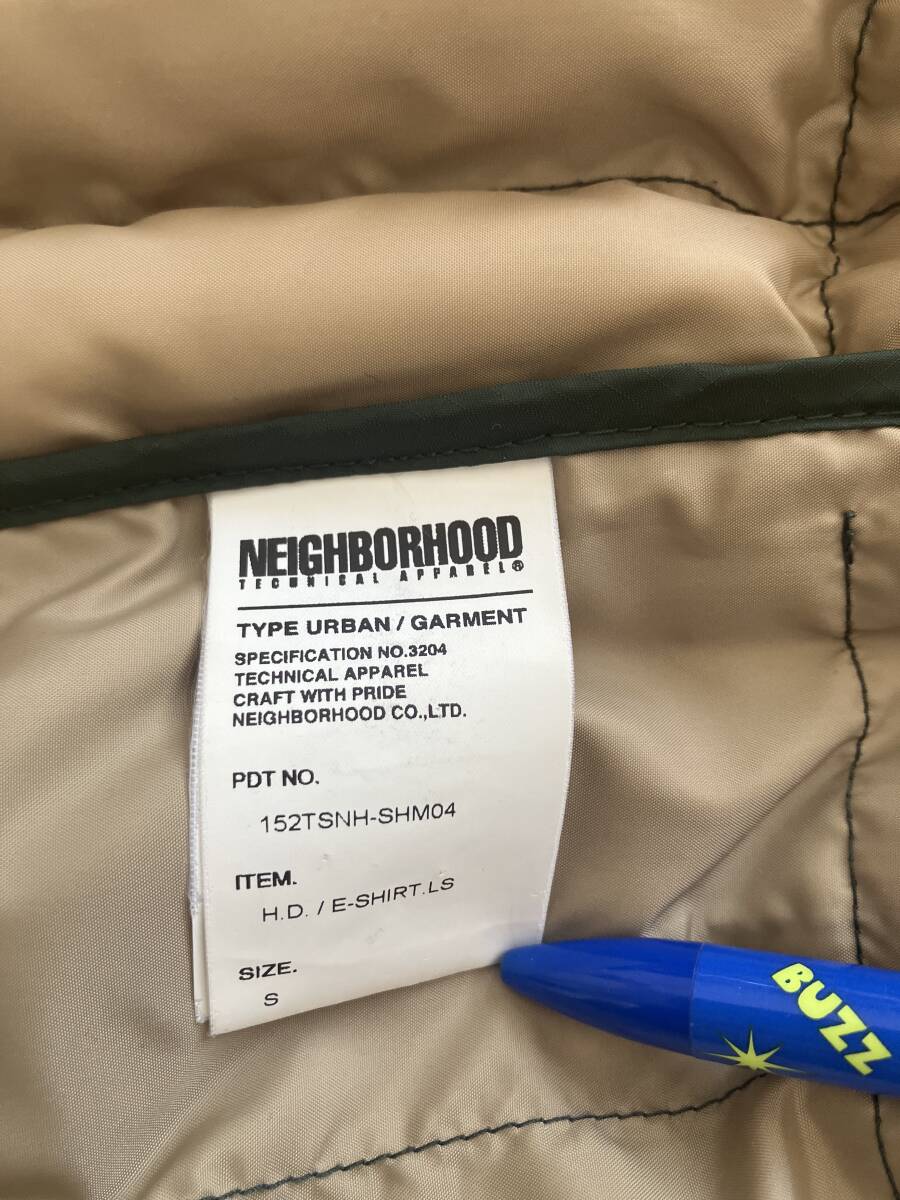 NEIGHBORHOOD
TECHNICAL APPAREL®
TYPE URBAN / GARMENT
SPECIFICATION NO.3204
TECHNICAL APPAREL
CRAFT WITH PRIDE
NEIGHBORHOOD CO.,LTD.
PDT NO.
152TSNH-SHM04
ITEM.
H.D. / E-SHIRT.LS
SIZE.
S
BUZZ